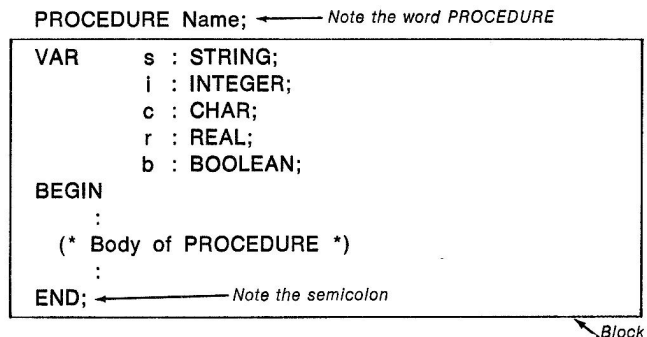 PROCEDURE Name; Note the word PROCEDURE
VAR s : STRING;
i : INTEGER;
c : CHAR;
r : REAL;
b : BOOLEAN;
BEGIN
:
(* Body of PROCEDURE *)
:
END; Note the semicolon
Block